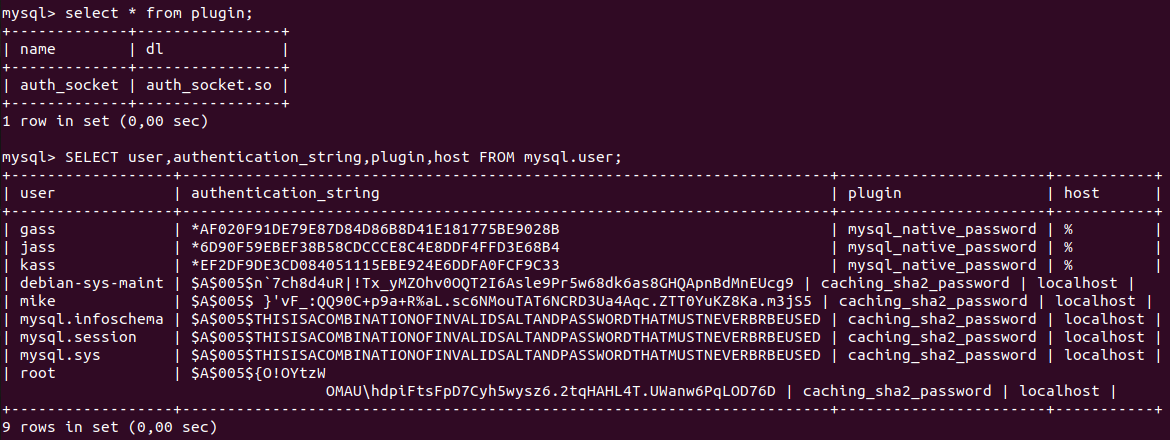 mysql> select * from plugin;
+-------------+----------------+
| name        | dl             |
+-------------+----------------+
| auth_socket | auth_socket.so |
+-------------+----------------+
1 row in set (0,00 sec)

mysql> SELECT user,authentication_string,plugin,host FROM mysql.user;
+------------------+------------------------------------------------------------------------+-----------------------+-----------+
| user             | authentication_string                                                  | plugin                | host      |
+------------------+------------------------------------------------------------------------+-----------------------+-----------+
| gass             | *AF020F91DE79E87D84D86B8D41E181775BE9028B                              | mysql_native_password | %         |
| jass             | *6D90F59EBEF38B58CDCCCE8C4E8DDF4FFD3E68B4                              | mysql_native_password | %         |
| kass             | *EF2DF9DE3CD084051115EBE924E6DDFA0FCF9C33                              | mysql_native_password | %         |
| debian-sys-maint | $A$005$n`7ch8d4uR|!Tx_yMZOhv0OQT2I6Asle9Pr5w68dk6as8GHQApnBdMnEUcg9 | caching_sha2_password | localhost |
| mike             | $A$005$ }'vF_:QQ90C+p9a+R%aL.sc6NMouTAT6NCRD3Ua4Aqc.ZTT0YuKZ8Ka.m3jS5 | caching_sha2_password | localhost |
| mysql.infoschema | $A$005$THISISACOMBINATIONOFINVALIDSALTANDPASSWORDTHATMUSTNEVERBRBEUSED | caching_sha2_password | localhost |
| mysql.session    | $A$005$THISISACOMBINATIONOFINVALIDSALTANDPASSWORDTHATMUSTNEVERBRBEUSED | caching_sha2_password | localhost |
| mysql.sys        | $A$005$THISISACOMBINATIONOFINVALIDSALTANDPASSWORDTHATMUSTNEVERBRBEUSED | caching_sha2_password | localhost |
| root             | $A$005${O!OYtzW
                                    OMAU\hdpiFtsFpD7Cyh5wysz6.2tqHAHL4T.UWanw6PqLOD76D | caching_sha2_password | localhost |
+------------------+------------------------------------------------------------------------+-----------------------+-----------+
9 rows in set (0,00 sec)